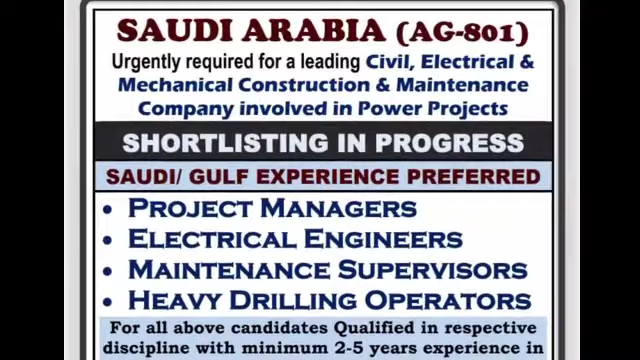 SAUDI ARABIA (AG-801)
Urgently required for a leading Civil, Electrical &
Mechanical Construction & Maintenance
Company involved in Power Projects
SHORTLISTING IN PROGRESS
SAUDI/ GULF EXPERIENCE PREFERRED
• PROJECT MANAGERS
• ELECTRICAL ENGINEERS
• MAINTENANCE SUPERVISORS
• HEAVY DRILLING OPERATORS
For all above candidates Qualified in respective
discipline with minimum 2-5 years experience in